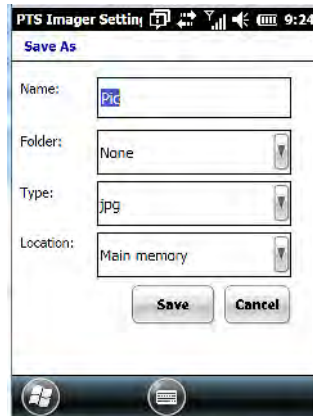 PTS Imager Settin 9:24
Save As
Name: Pic
Folder: None
Type: jpg
Location: Main memory
Save Cancel